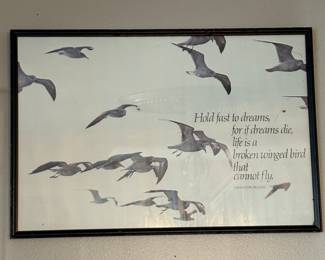 Hold fast to dreams,
for if dreams die,
life is a
broken winged bird
that
cannot fly.